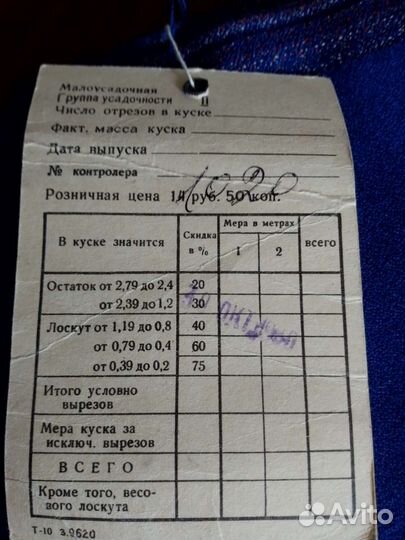 Малоусадочная
Группа усадочности II
Число отрезов в куске
Факт. масса куска
Дата выпуска
№ контролера
Розничная цена 14 руб. 50 коп.
1020
В куске значится
Скидка в %
Мера в метрах
1 2
всего
Остаток от 2,79 до 2,4 20
от 2,39 до 1,2 30
Лоскут от 1,19 до 0,8 40
от 0,79 до 0,4 60
от 0,39 до 0,2 75
Итого условно
вырезов
Мера куска за
исключ. вырезов
ВСЕГО
Кроме того, весо-
вого лоскута
Т-10 3.9620
Avito